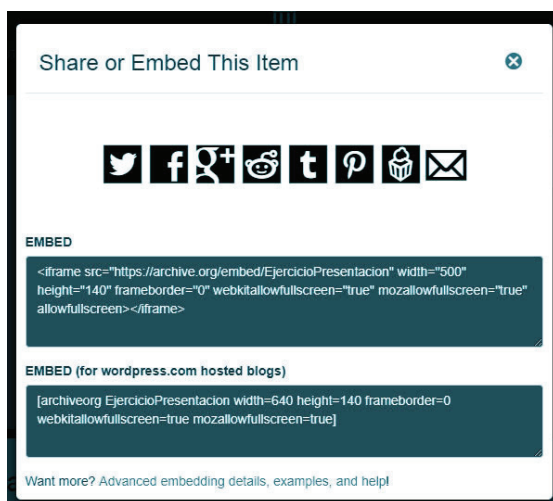 Share or Embed This Item
EMBED
<iframe src="https://archive.org/embed/EjercicioPresentacion" width="500"
height="140" frameborder="0" webkitallowfullscreen="true" mozallowfullscreen="true"
allowfullscreen></iframe>
EMBED (for wordpress.com hosted blogs)
[archiveorg EjercicioPresentacion width=640 height=140 frameborder=0
webkitallowfullscreen=true mozallowfullscreen=true]
Want more? Advanced embedding details, examples, and help!